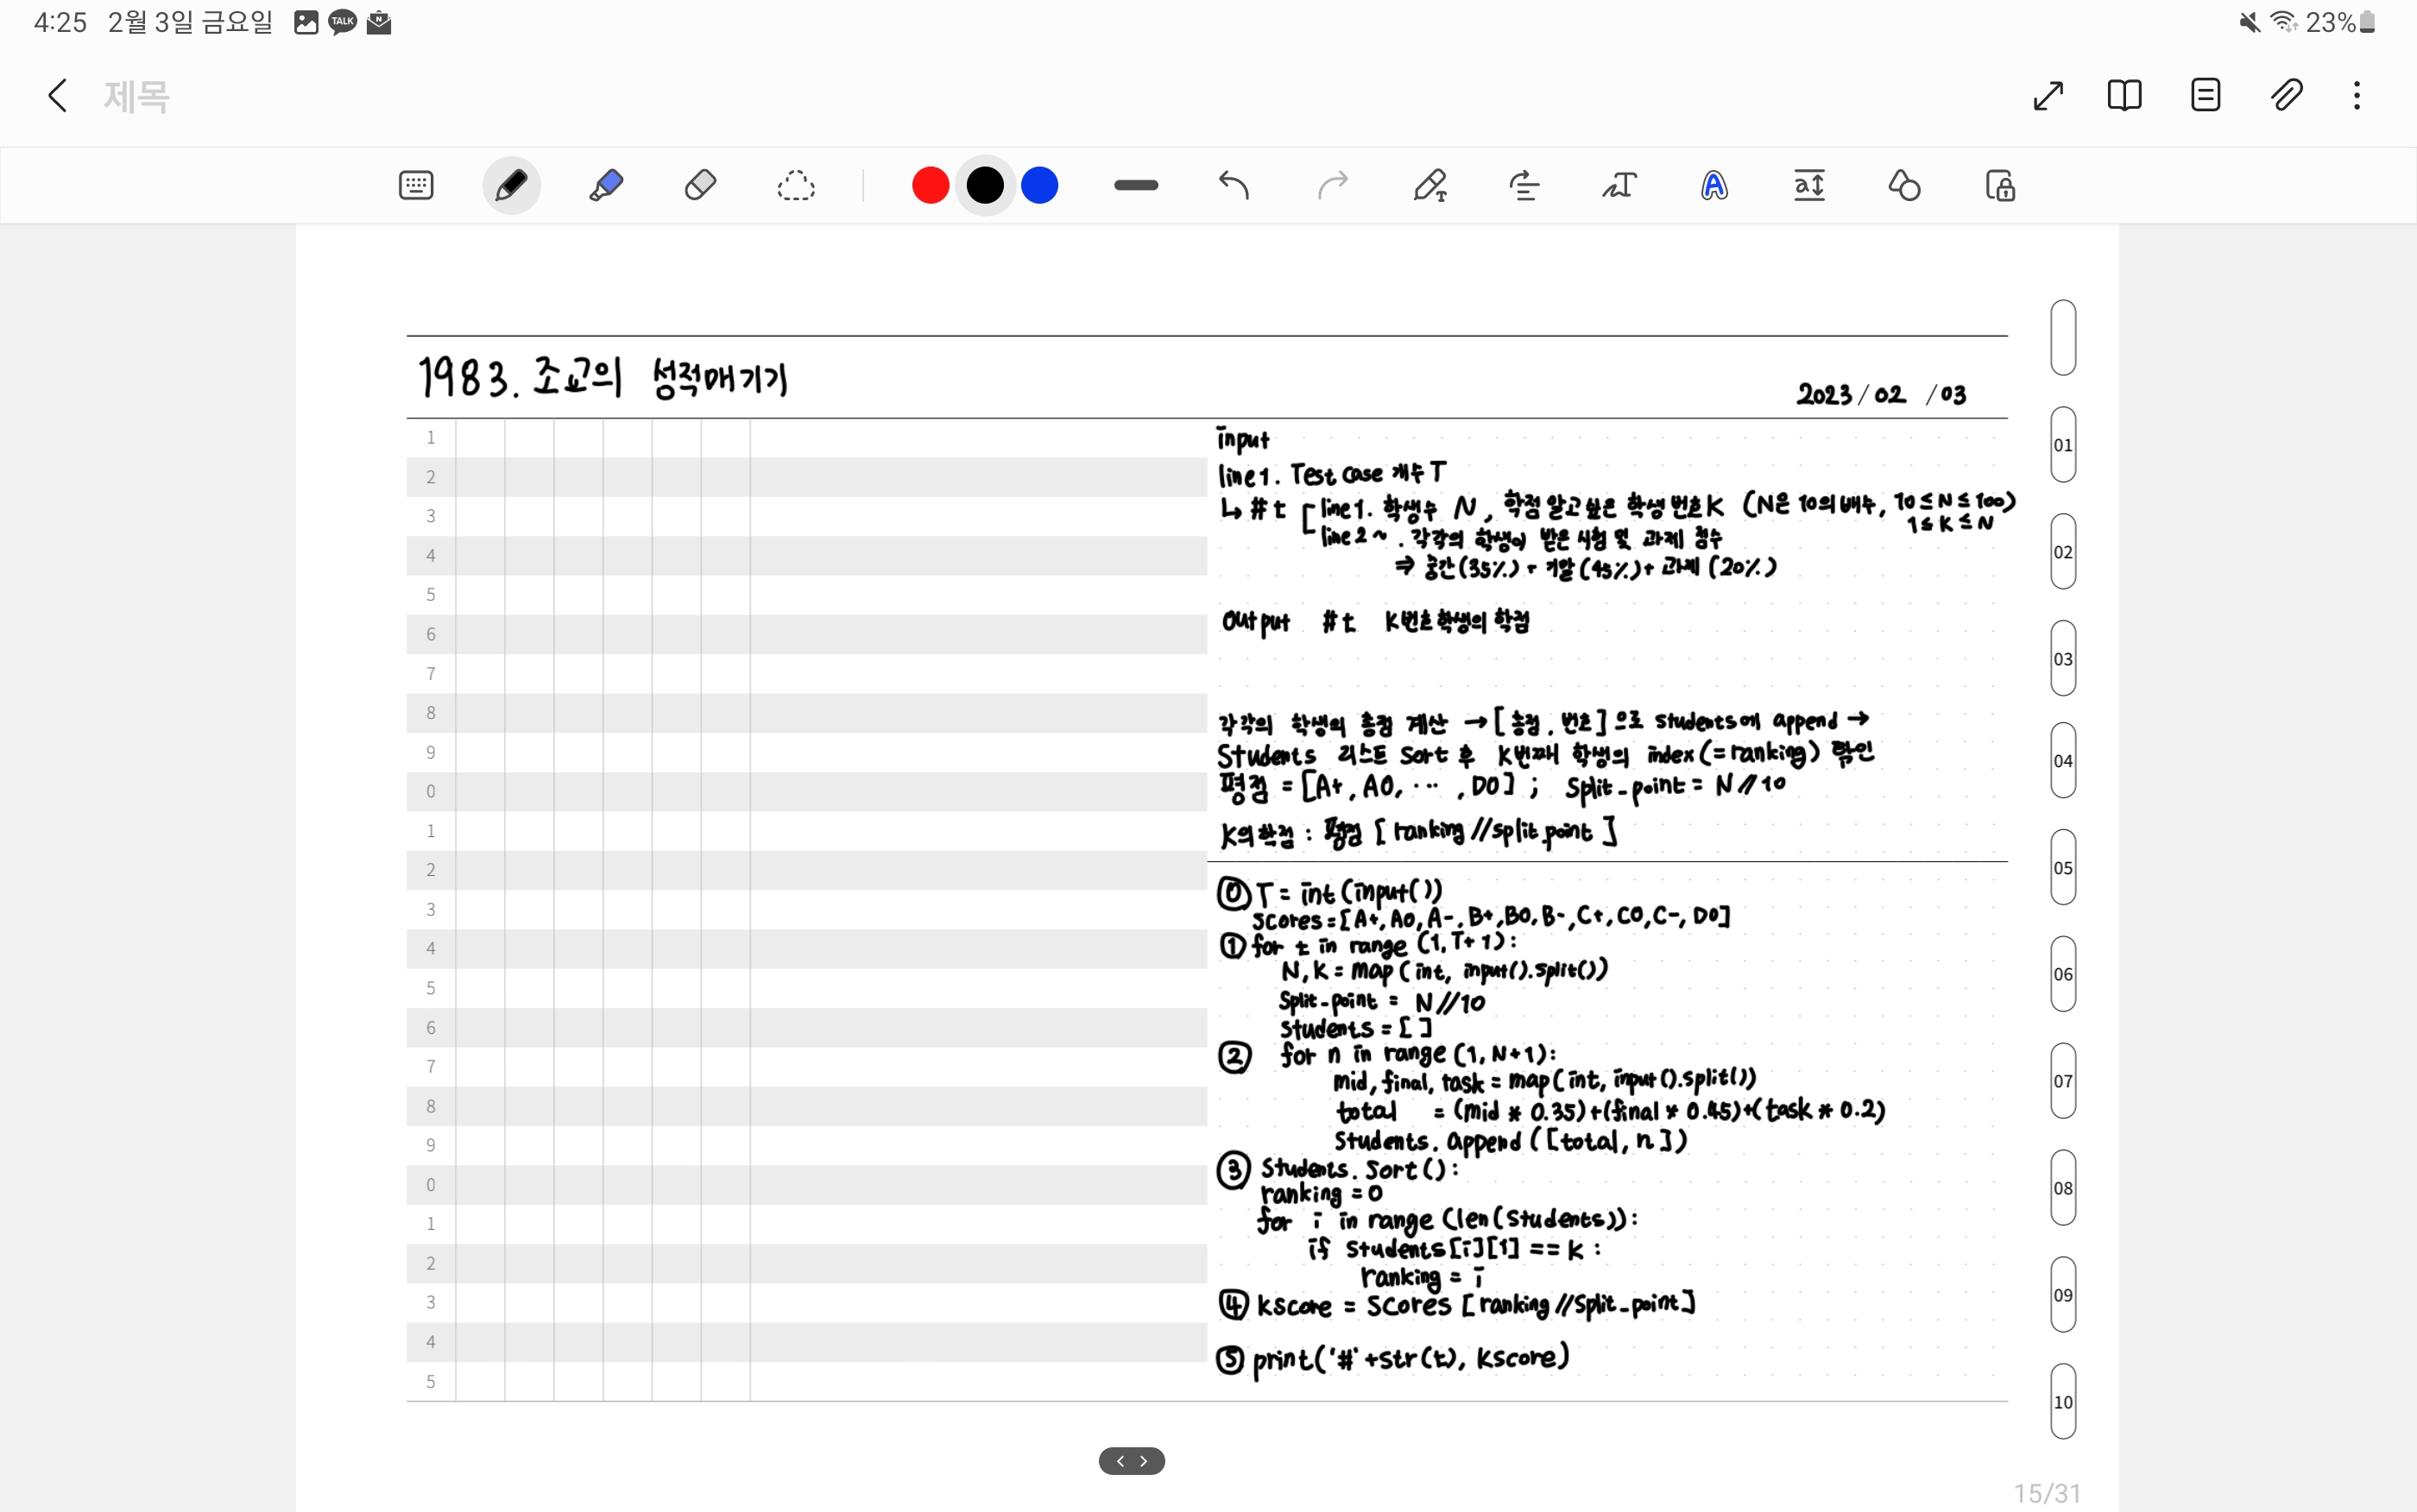 4:25 2월 3일 금요일 TALK N 23%
제목
1983. 조교의 성적매기기
2023/02/03
1
2
3
4
5
6
7
8
9
0
1
2
3
4
5
6
7
8
9
0
1
2
3
4
5
input
line1. Test case 개수 T
↳ #t [ line1. 학생수 N, 학점 알고싶은 학생 번호 K (N은 10의 배수, 10 ≤ N ≤ 100)
1 ≤ K ≤ N
line2 ~ . 각각의 학생이 받은 시험 및 과제 점수
⇒ 중간(35%) + 기말(45%) + 과제(20%)
output #t K번호학생의 학점
각각의 학생의 총점 계산 → [총점, 번호]으로 students에 append →
Students 리스트 Sort 후 K번째 학생의 index(=ranking) 확인
평점 = [A+, A0, ··· , D0] ; Split_point = N//10
K의 학점 : 평점 [ranking//split_point]
⓪ T = int(input())
scores = [A+, A0, A-, B+, B0, B-, C+, C0, C-, D0]
① for t in range (1, T+1):
N, K = map(int, input().split())
Split_point = N//10
students = []
② for n in range (1, N+1):
mid, final, task = map(int, input().split())
total = (mid * 0.35)+(final * 0.45)+(task * 0.2)
Students.append([total, n])
③ Students.Sort():
ranking = 0
for i in range (len(Students)):
if students[i][1] == K :
ranking = i
④ Kscore = Scores [ranking//Split_point]
⑤ print('#'+str(t), Kscore)
01
02
03
04
05
06
07
08
09
10
15/31